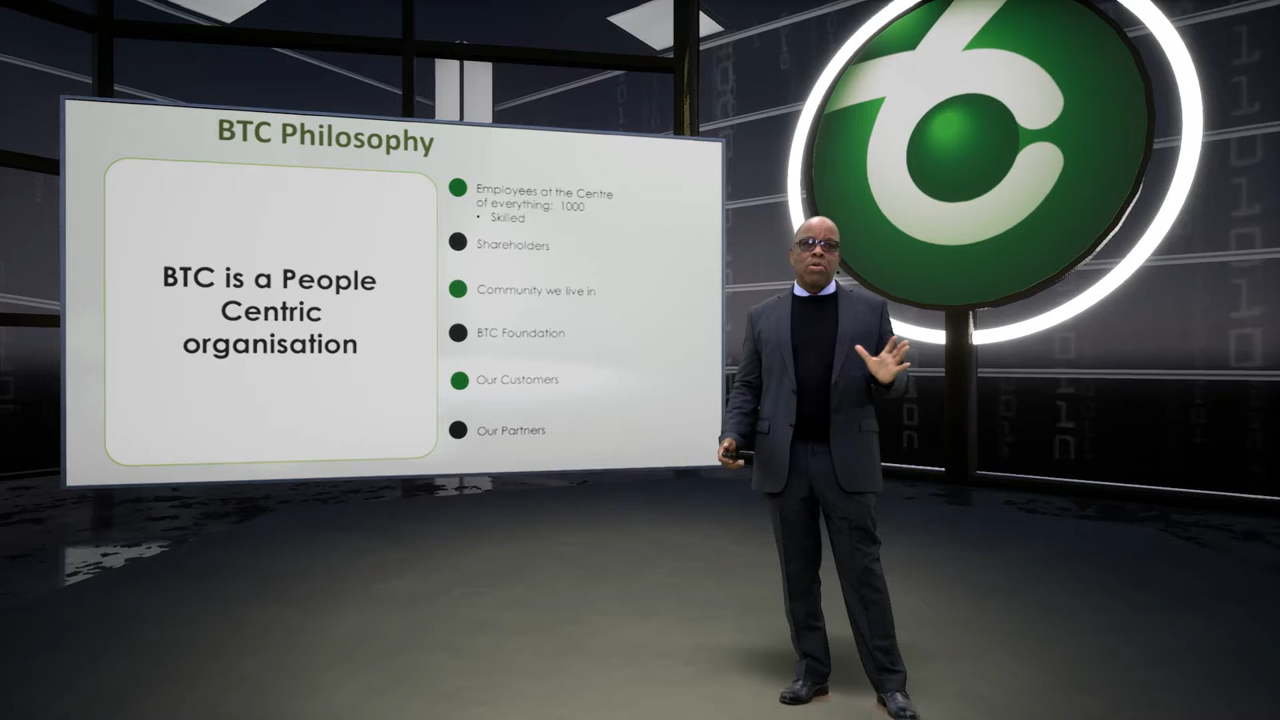 BTC Philosophy
BTC is a People
Centric
organisation
Employees at the Centre
of everything: 1000
• Skilled
Shareholders
Community we live in
BTC Foundation
Our Customers
Our Partners